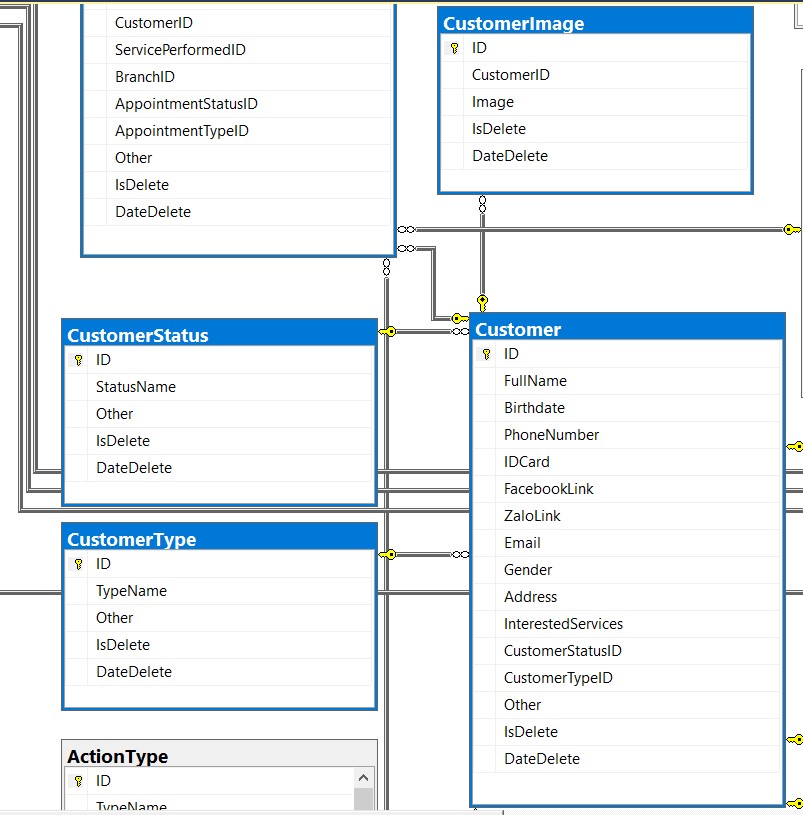 CustomerID
ServicePerformedID
BranchID
AppointmentStatusID
AppointmentTypeID
Other
IsDelete
DateDelete
CustomerImage
ID
CustomerID
Image
IsDelete
DateDelete
CustomerStatus
ID
StatusName
Other
IsDelete
DateDelete
CustomerType
ID
TypeName
Other
IsDelete
DateDelete
ActionType
ID
TypeName
Customer
ID
FullName
Birthdate
PhoneNumber
IDCard
FacebookLink
ZaloLink
Email
Gender
Address
InterestedServices
CustomerStatusID
CustomerTypeID
Other
IsDelete
DateDelete